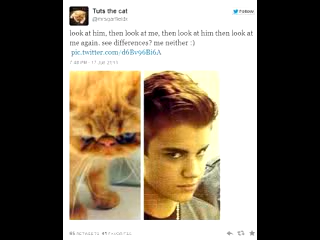 Tuts the cat
Follow
look at him, then look at me, then look at him then look at
me again. see differences? me neither :)
pic.twitter.com/d6Bv96Bi6A